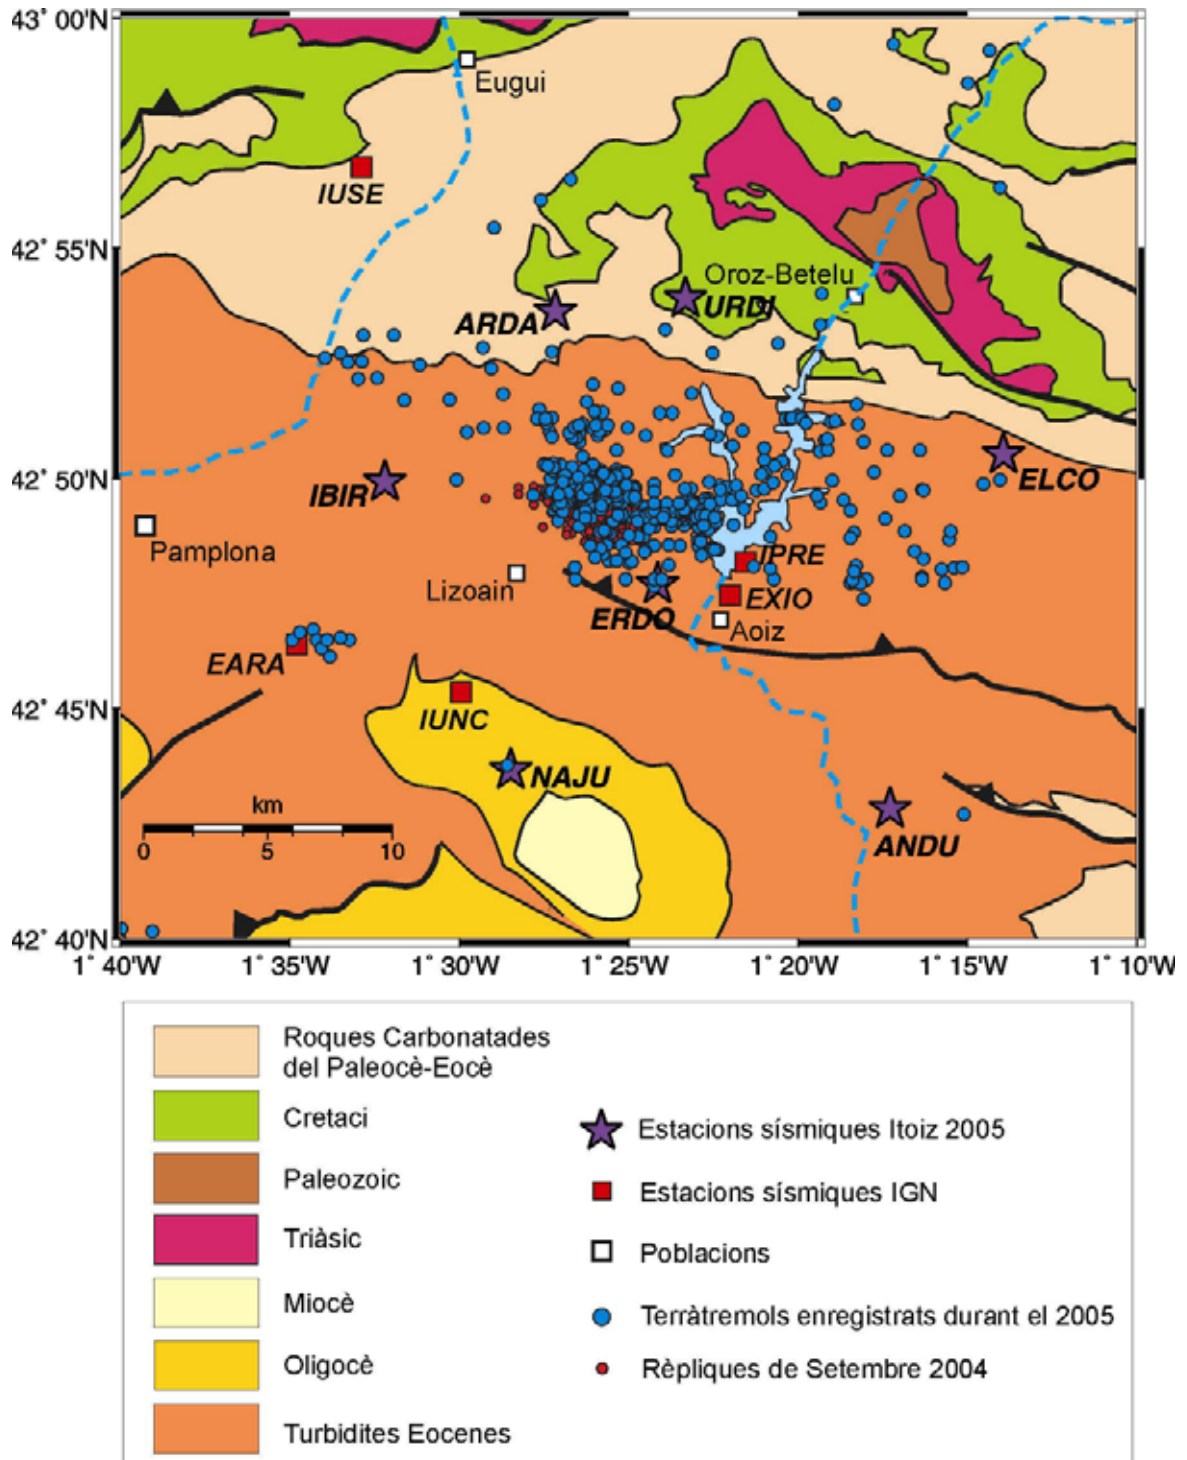 43˚ 00'N
Eugui
IUSE
42˚ 55'N
Oroz-Betelu
ARDA
URDI
42˚ 50'N
IBIR
ELCO
Pamplona
Lizoain
IPRE
EXIO
ERDO
Aoiz
EARA
42˚ 45'N
IUNC
NAJU
km
0 5 10
ANDU
42˚ 40'N
1˚ 40'W 1˚ 35'W 1˚ 30'W 1˚ 25'W 1˚ 20'W 1˚ 15'W 1˚ 10'W
Roques Carbonatades
del Paleocè-Eocè
Cretaci
Paleozoic
Triàsic
Miocè
Oligocè
Turbidites Eocenes
Estacions sísmiques Itoiz 2005
Estacions sísmiques IGN
Poblacions
Terràtremols enregistrats durant el 2005
Rèpliques de Setembre 2004